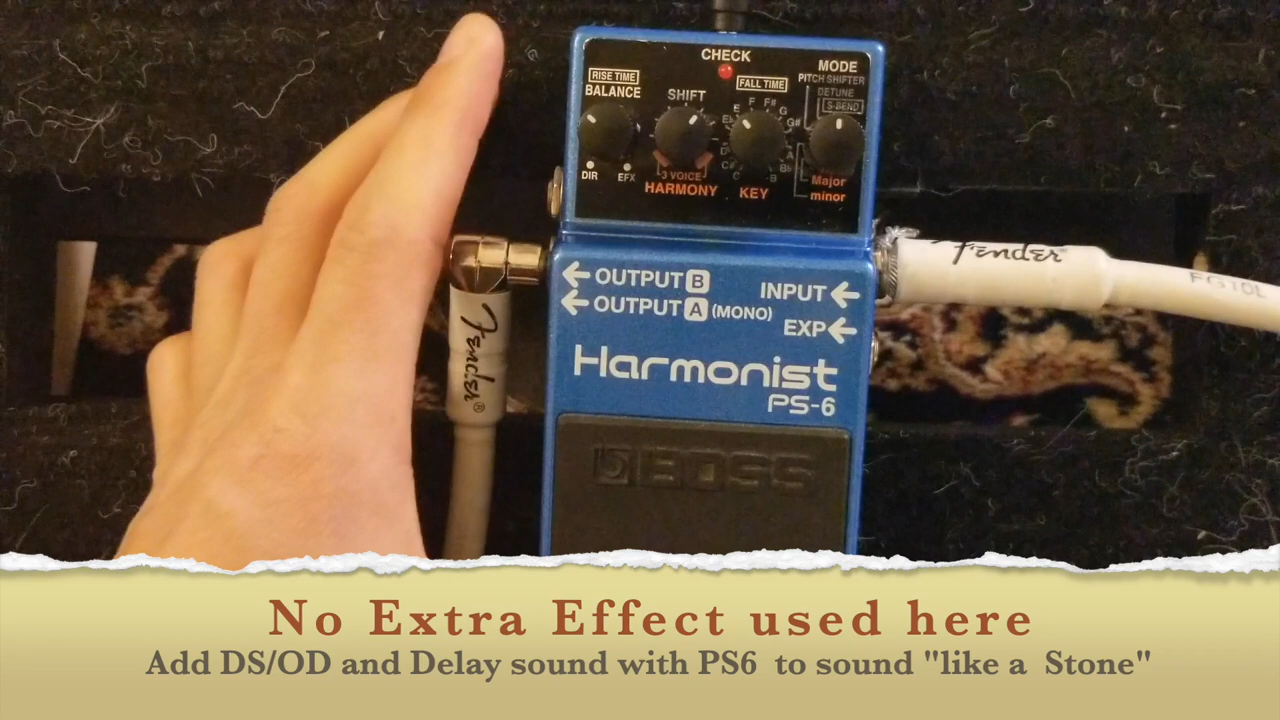 CHECK
RISE TIME
BALANCE
SHIFT
FALL TIME
MODE
PITCH SHIFTER
DETUNE
S-BEND
E F F# G G#
DIR
EFX
3 VOICE
HARMONY
C B
KEY
Major
minor
OUTPUT B
OUTPUT A (MONO)
INPUT
EXP
Fender
Fender®
Harmonist
PS-6
BOSS
No Extra Effect used here
Add DS/OD and Delay sound with PS6 to sound "like a Stone"